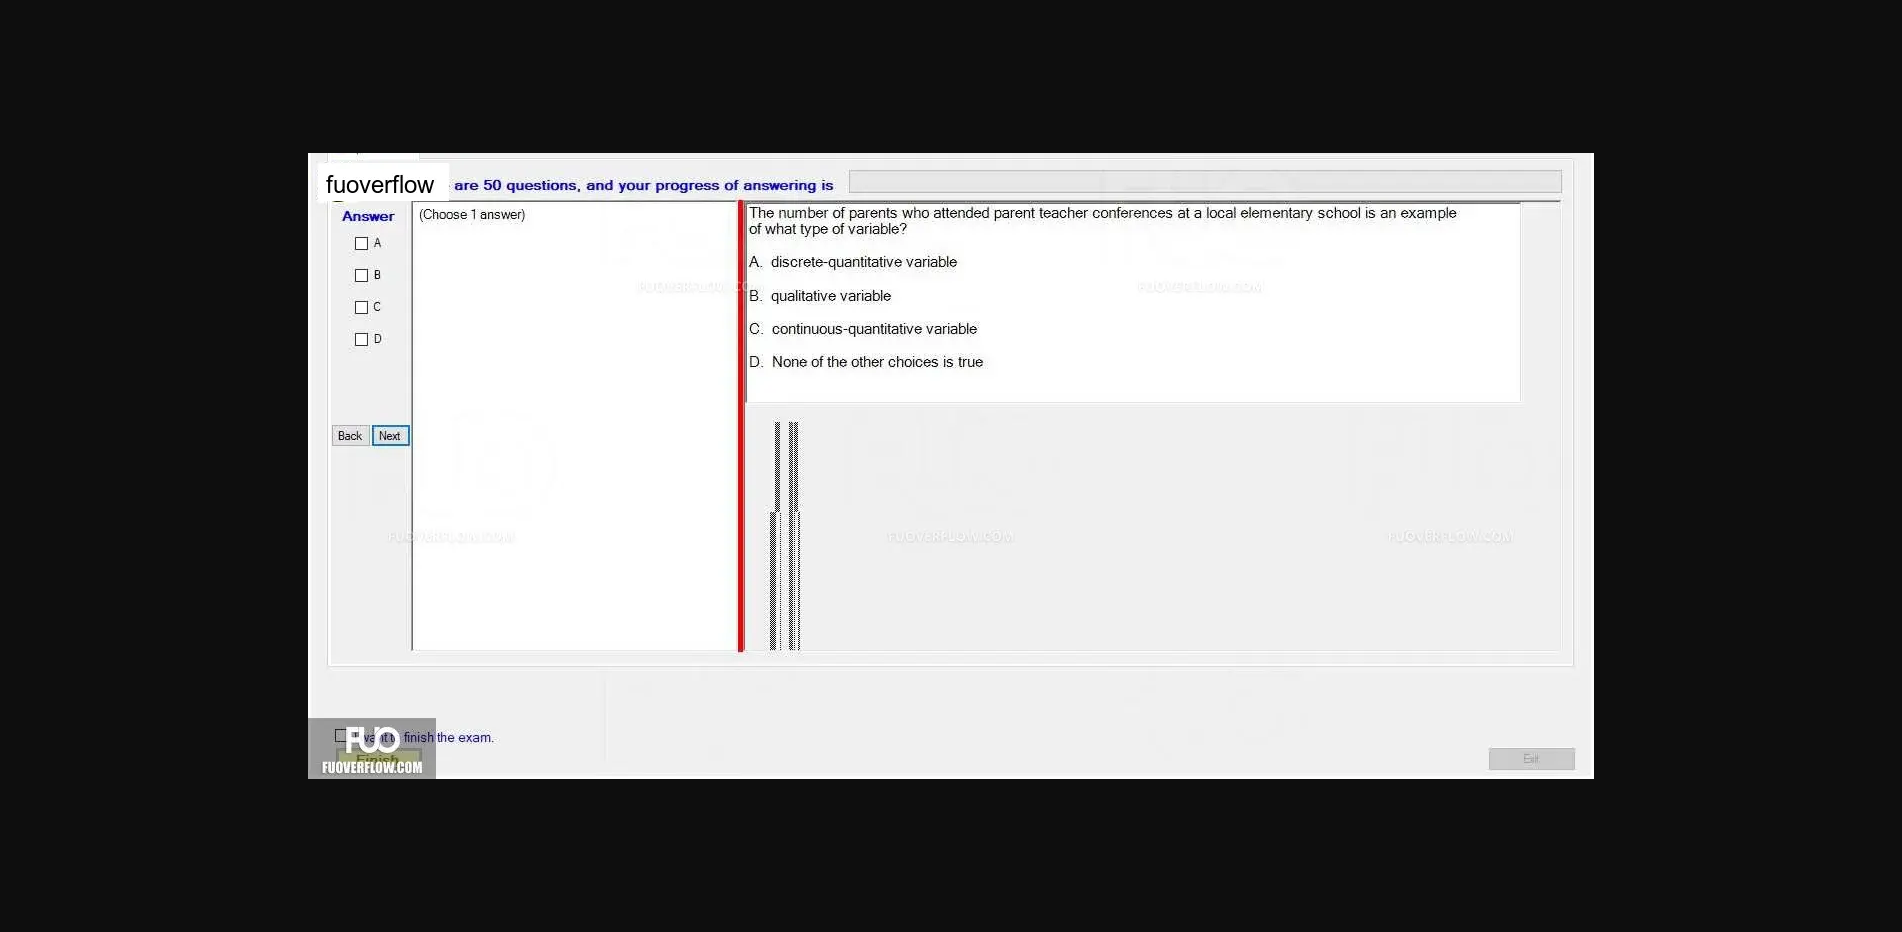 fuoverflow are 50 questions, and your progress of answering is
Answer
(Choose 1 answer)
A
B
C
D
Back Next
The number of parents who attended parent teacher conferences at a local elementary school is an example
of what type of variable?
A. discrete-quantitative variable
B. qualitative variable
C. continuous-quantitative variable
D. None of the other choices is true
FUOVERFLOW.COM FUOVERFLOW.COM
FUOVERFLOW.COM FUOVERFLOW.COM FUOVERFLOW.COM
I want to finish the exam.
Finish
FUO
FUOVERFLOW.COM
Exit